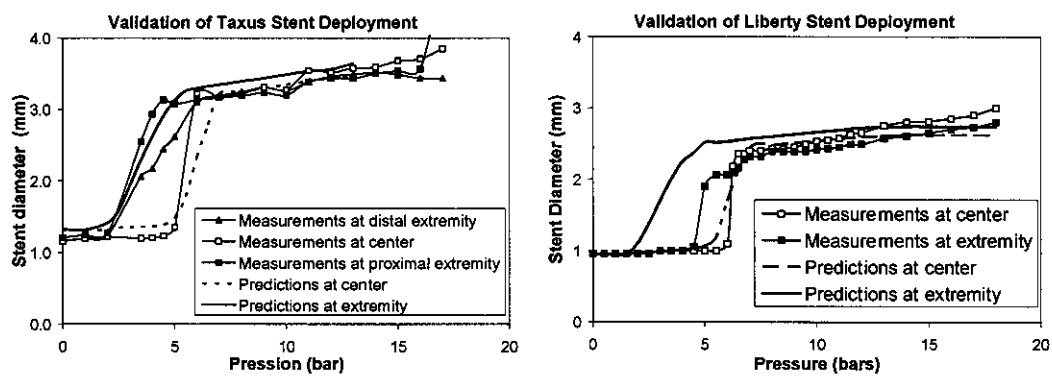 Validation of Taxus Stent Deployment
4.0
3.0
2.0
1.0
0.0
Stent diameter (mm)
Measurements at distal extremity
Measurements at center
Measurements at proximal extremity
Predictions at center
Predictions at extremity
0
5
10
15
20
Pression (bar)
Validation of Liberty Stent Deployment
4
3
2
1
Stent Diameter (mm)
Measurements at center
Measurements at extremity
Predictions at center
Predictions at extremity
0
5
10
15
20
Pressure (bars)